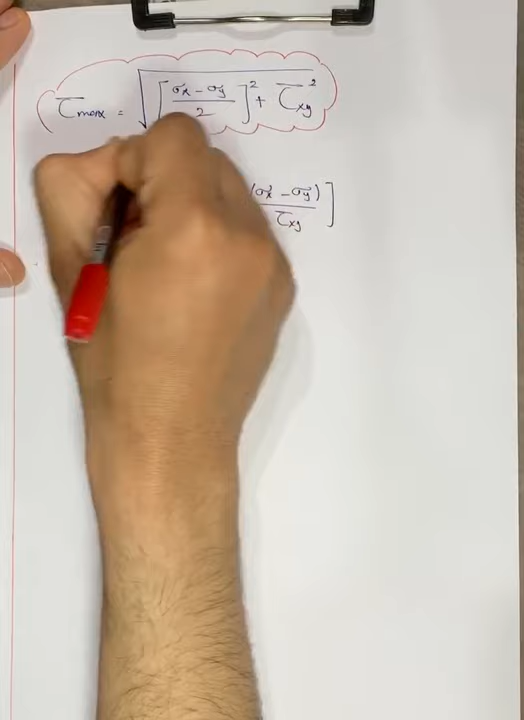 τmax = √[(σx - σy)/2]² + τxy²
(σx - σy)/τxy]